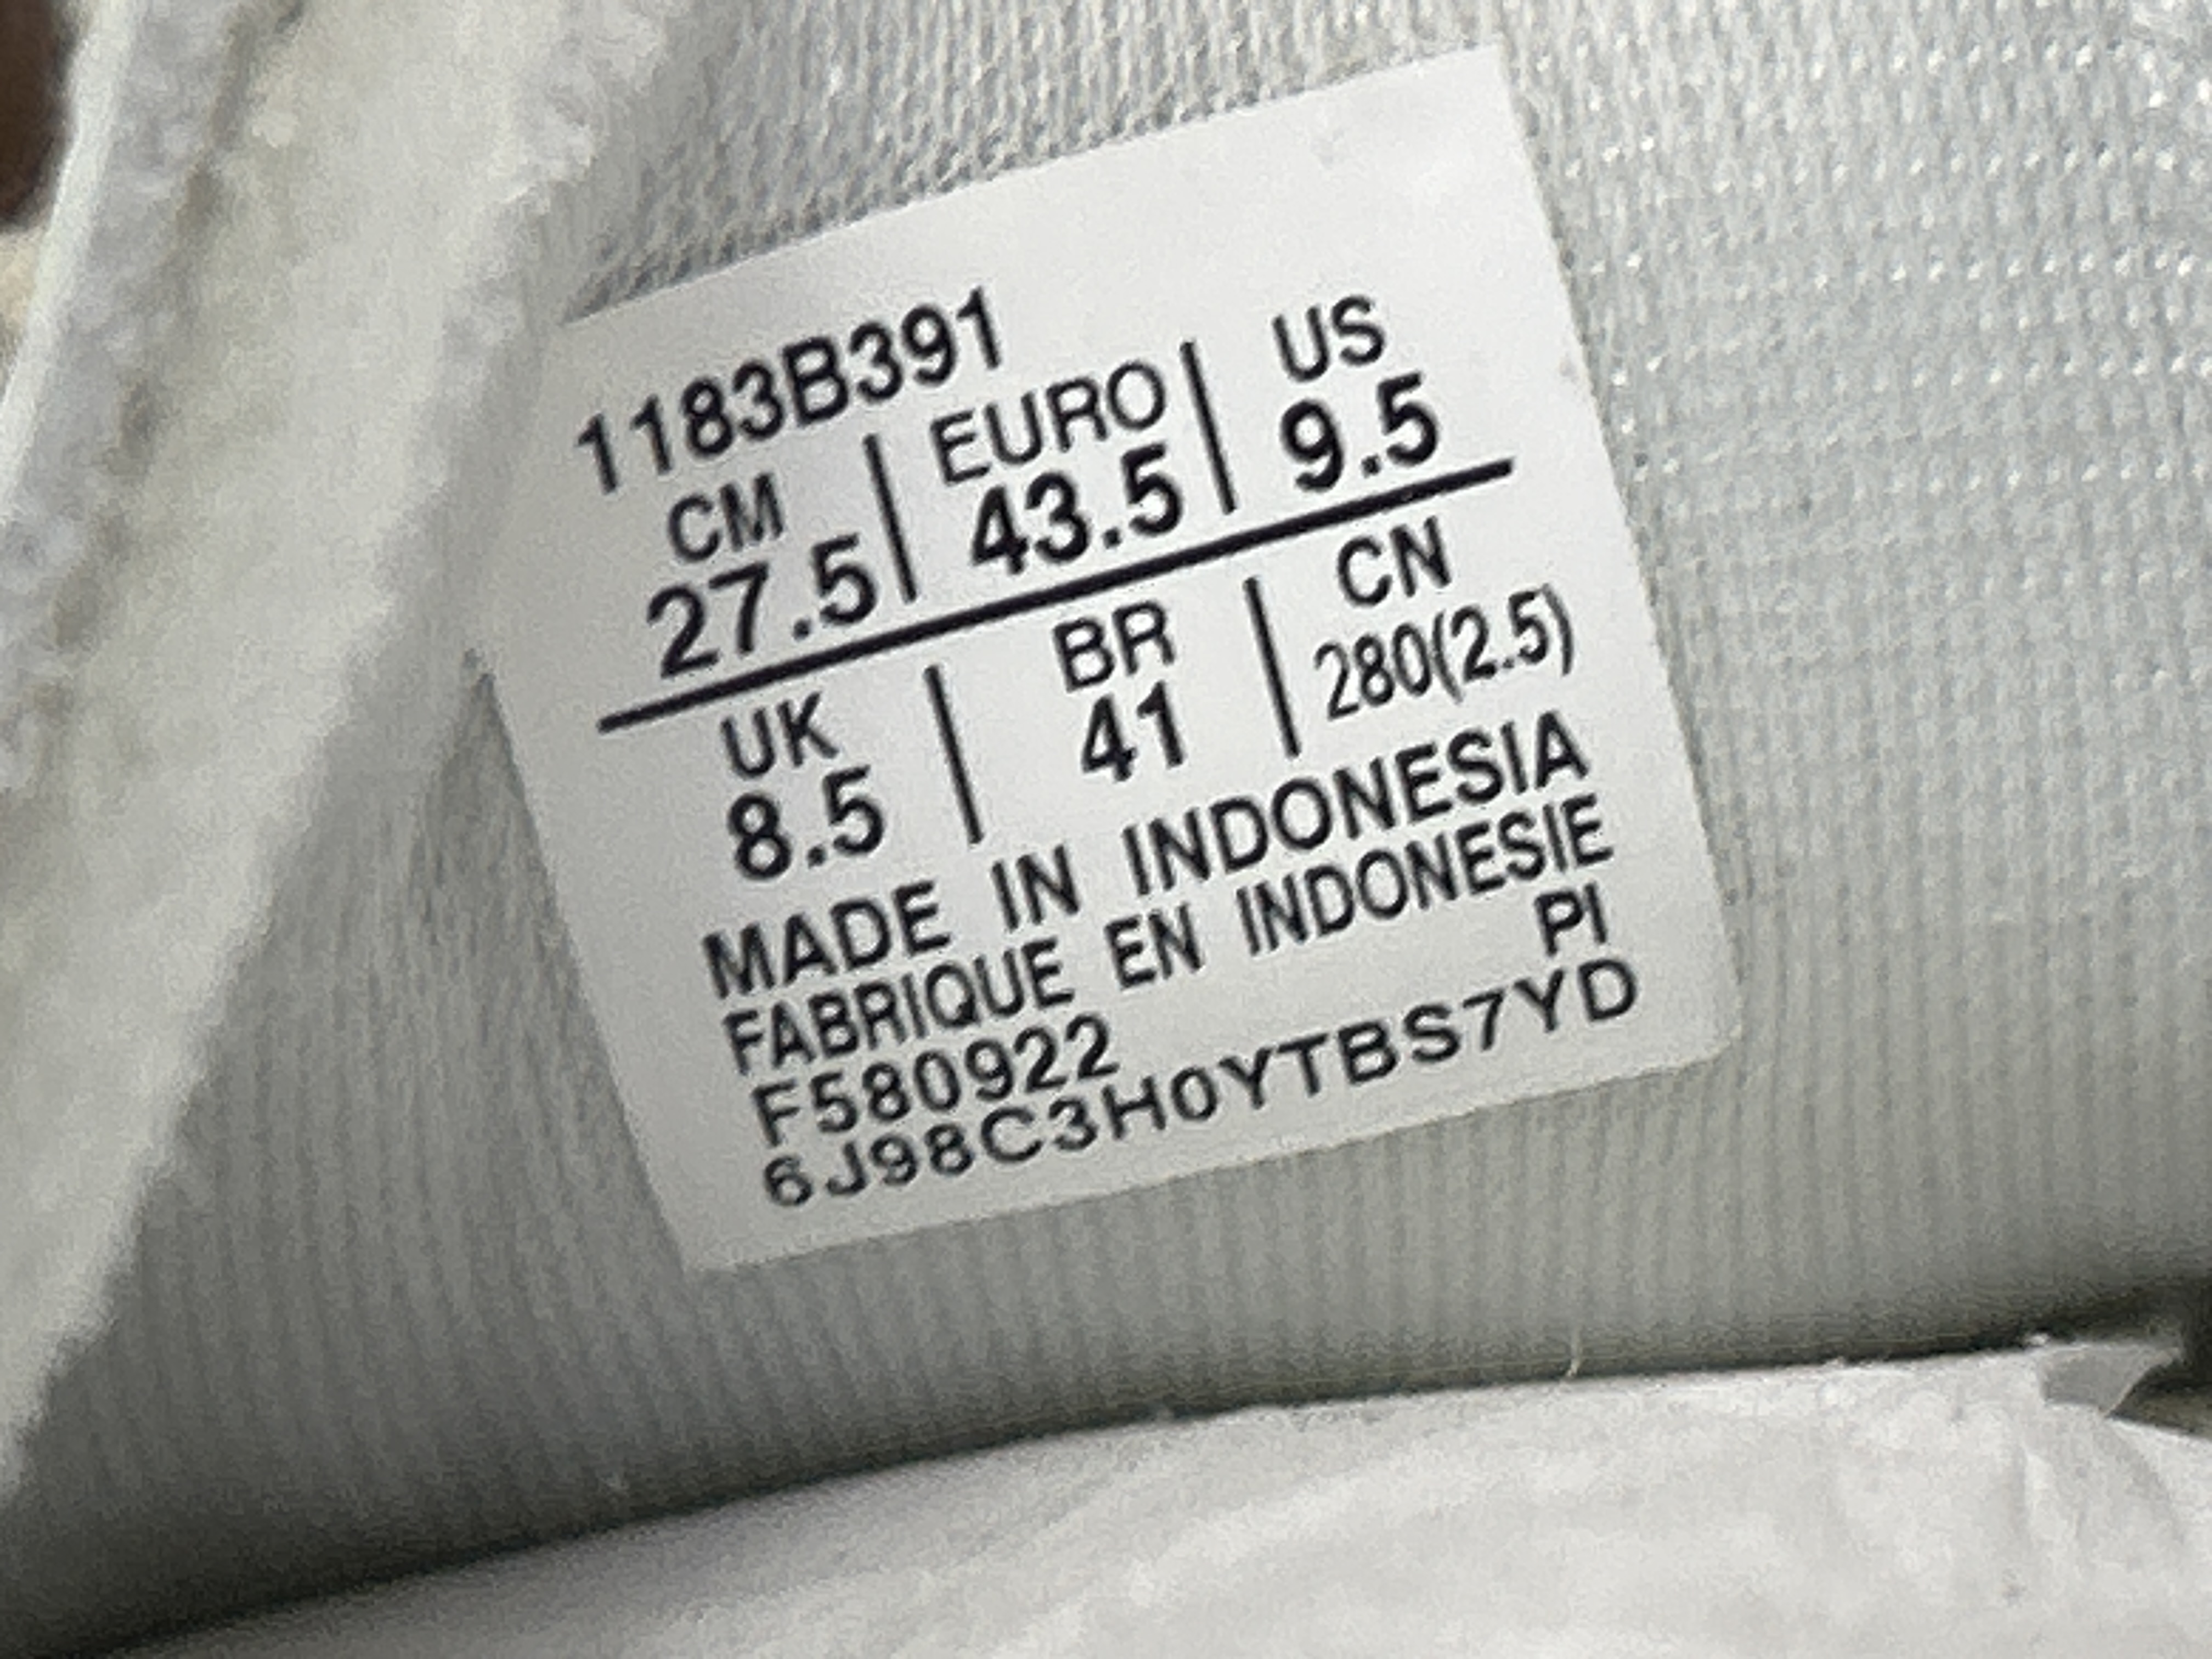 1183B391
CM | EURO | US
27.5 | 43.5 | 9.5
UK | BR | CN
8.5 | 41 | 280(2.5)
MADE IN INDONESIA
FABRIQUE EN INDONESIE
PI
F580922
6J98C3H0YTBS7YD